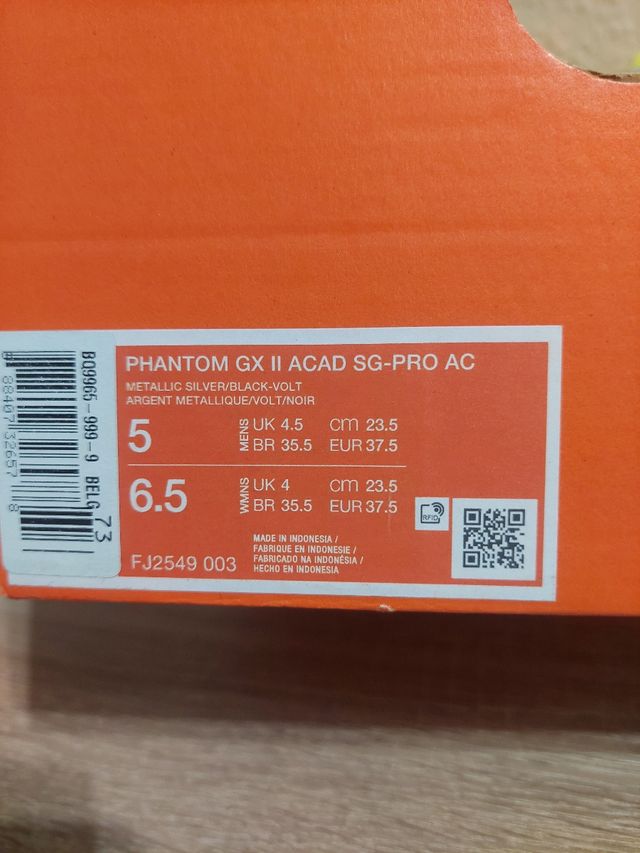 PHANTOM GX II ACAD SG-PRO AC
METALLIC SILVER/BLACK-VOLT
ARGENT METALLIQUE/VOLT/NOIR
5 MENS UK 4.5 cm 23.5
BR 35.5 EUR 37.5
6.5 WMNS UK 4 cm 23.5
BR 35.5 EUR 37.5
RFID
FJ2549 003
MADE IN INDONESIA /
FABRIQUE EN INDONESIE /
FABRICADO NA INDONÉSIA /
HECHO EN INDONESIA
BQ9965-999-9 BELG
73